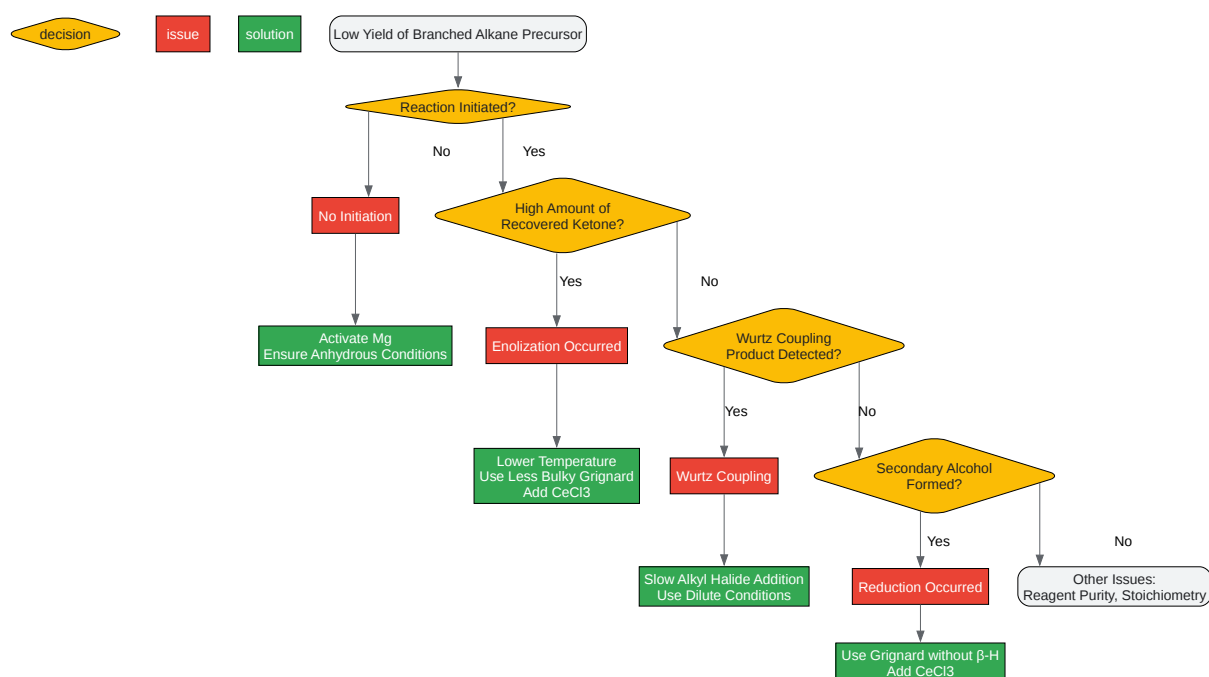 decision
issue
solution
Low Yield of Branched Alkane Precursor
Reaction Initiated?
No
Yes
No Initiation
High Amount of
Recovered Ketone?
Yes
No
Activate Mg
Ensure Anhydrous Conditions
Enolization Occurred
Wurtz Coupling
Product Detected?
Yes
No
Lower Temperature
Use Less Bulky Grignard
Add CeCl3
Wurtz Coupling
Secondary Alcohol
Formed?
Yes
No
Slow Alkyl Halide Addition
Use Dilute Conditions
Reduction Occurred
Other Issues:
Reagent Purity, Stoichiometry
Use Grignard without β-H
Add CeCl3